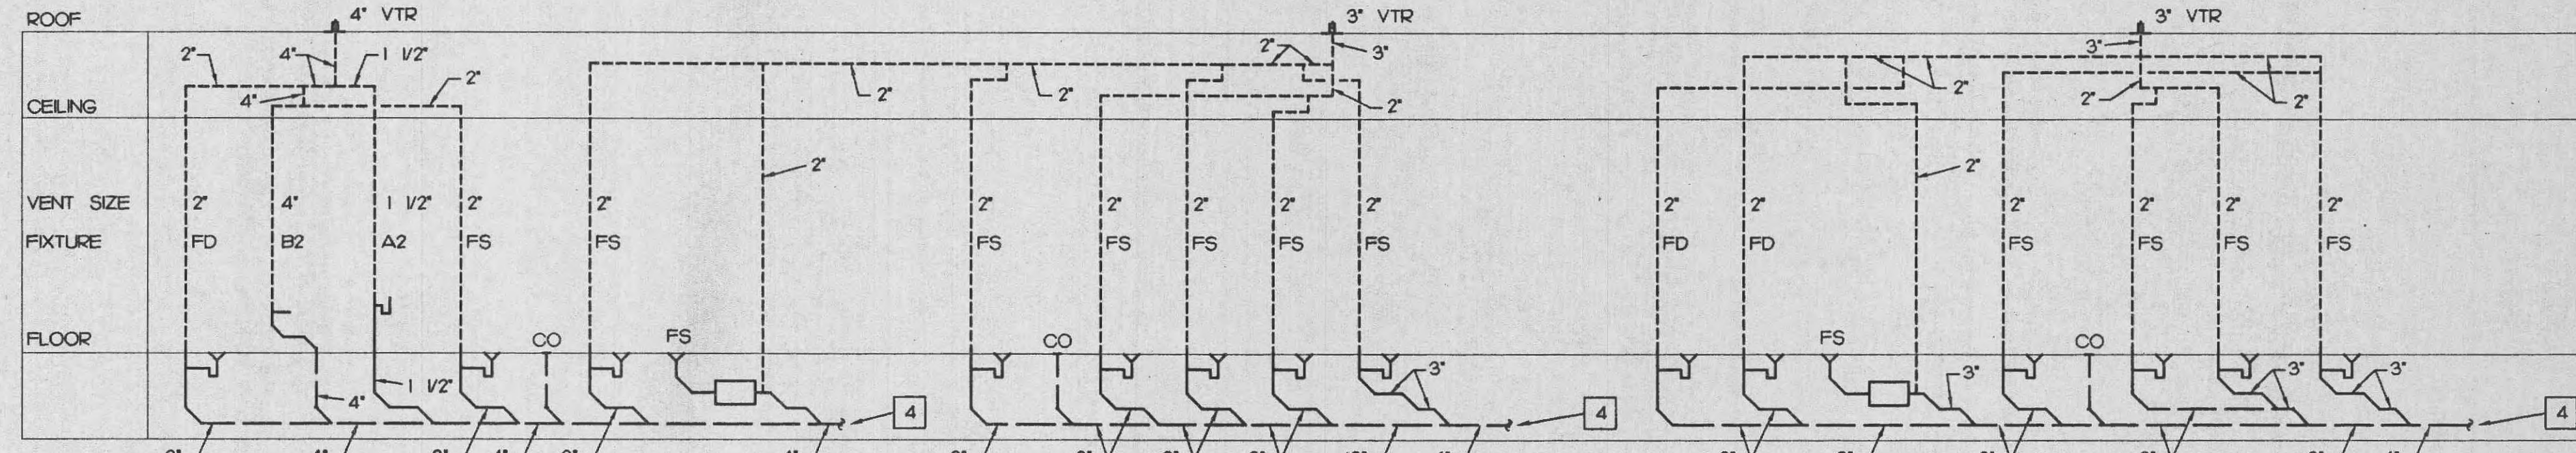 ROOF
4" VTR
3" VTR
3" VTR
2"
4"
1 1/2"
2"
3"
3"
2"
4"
CEILING
2"
2"
2"
2"
2"
2"
2"
2"
2"
VENT SIZE
2"
4"
1 1/2"
2"
2"
2"
2"
2"
2"
2"
2"
2"
2"
2"
2"
2"
FIXTURE
FD
B2
A2
FS
FS
FS
FS
FS
FS
FS
FD
FD
FS
FS
FS
FS
FLOOR
CO
FS
CO
FS
CO
1 1/2"
4"
3"
3"
3"
3"
4
4
4